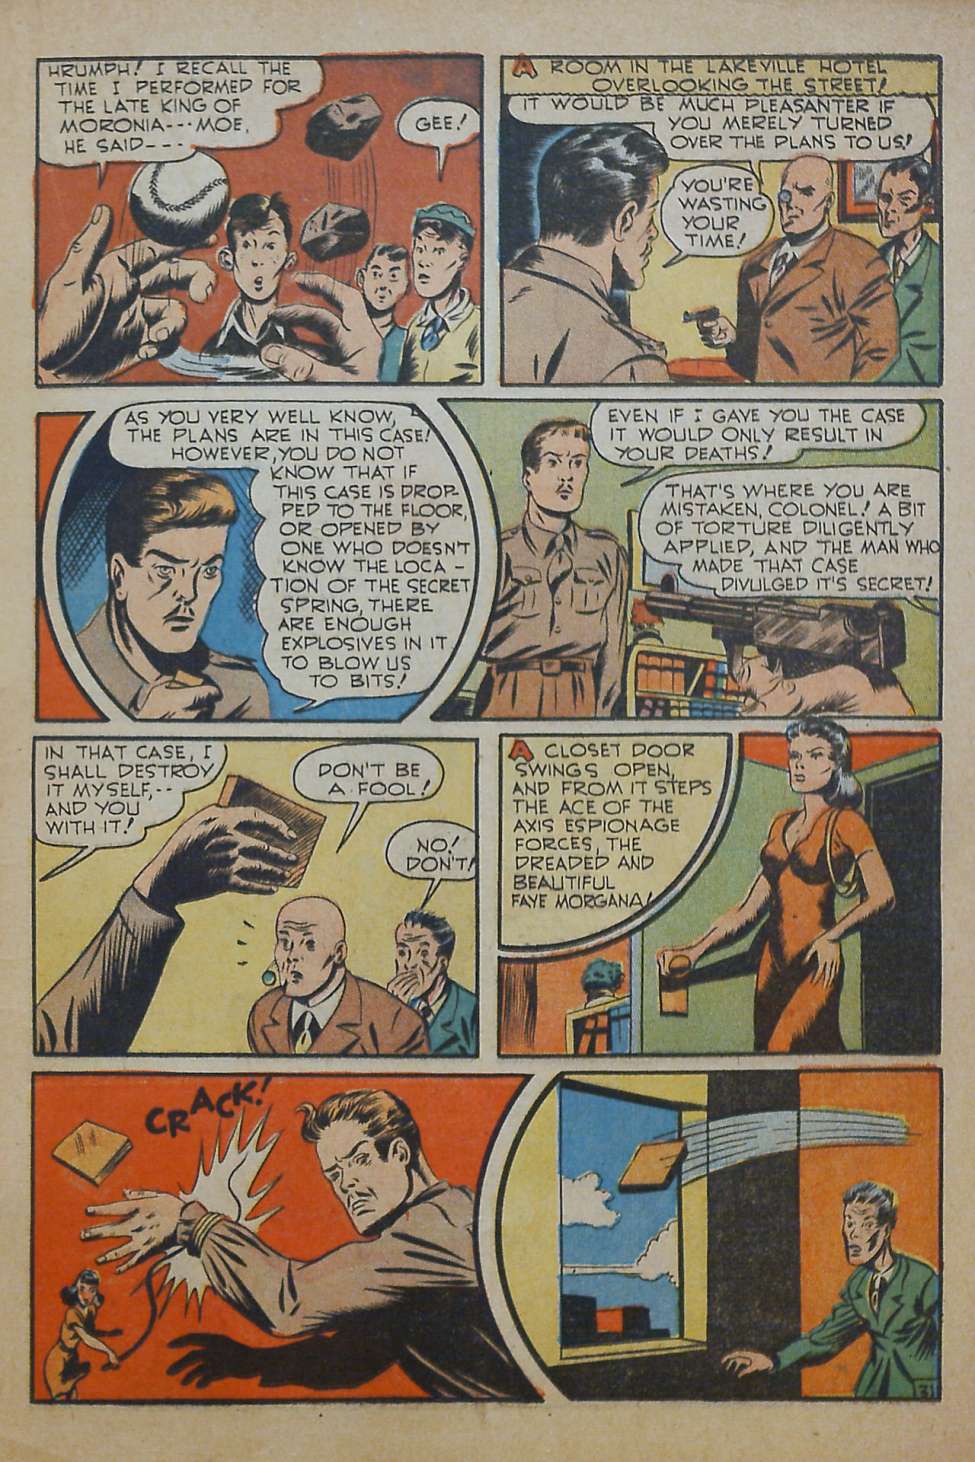 HRUMPH! I RECALL THE
TIME I PERFORMED FOR
THE LATE KING OF
MORONIA---MOE,
HE SAID---
GEE!
A ROOM IN THE LAKEVILLE HOTEL
OVERLOOKING THE STREET!
IT WOULD BE MUCH PLEASANTER IF
YOU MERELY TURNED
OVER THE PLANS TO US!
YOU'RE
WASTING
YOUR
TIME!
AS YOU VERY WELL KNOW,
THE PLANS ARE IN THIS CASE!
HOWEVER, YOU DO NOT
KNOW THAT IF
THIS CASE IS DROP-
PED TO THE FLOOR,
OR OPENED BY
ONE WHO DOESN'T
KNOW THE LOCA-
TION OF THE SECRET
SPRING, THERE
ARE ENOUGH
EXPLOSIVES IN IT
TO BLOW US
TO BITS!
EVEN IF I GAVE YOU THE CASE
IT WOULD ONLY RESULT IN
YOUR DEATHS!
THAT'S WHERE YOU ARE
MISTAKEN, COLONEL! A BIT
OF TORTURE DILIGENTLY
APPLIED, AND THE MAN WHO
MADE THAT CASE
DIVULGED IT'S SECRET!
IN THAT CASE, I
SHALL DESTROY
IT MYSELF,--
AND YOU
WITH IT!
DON'T BE
A FOOL!
NO!
DON'T!
A CLOSET DOOR
SWINGS OPEN,
AND FROM IT STEPS
THE ACE OF THE
AXIS ESPIONAGE
FORCES, THE
DREADED AND
BEAUTIFUL
FAYE MORGANA!
CRACK!
31